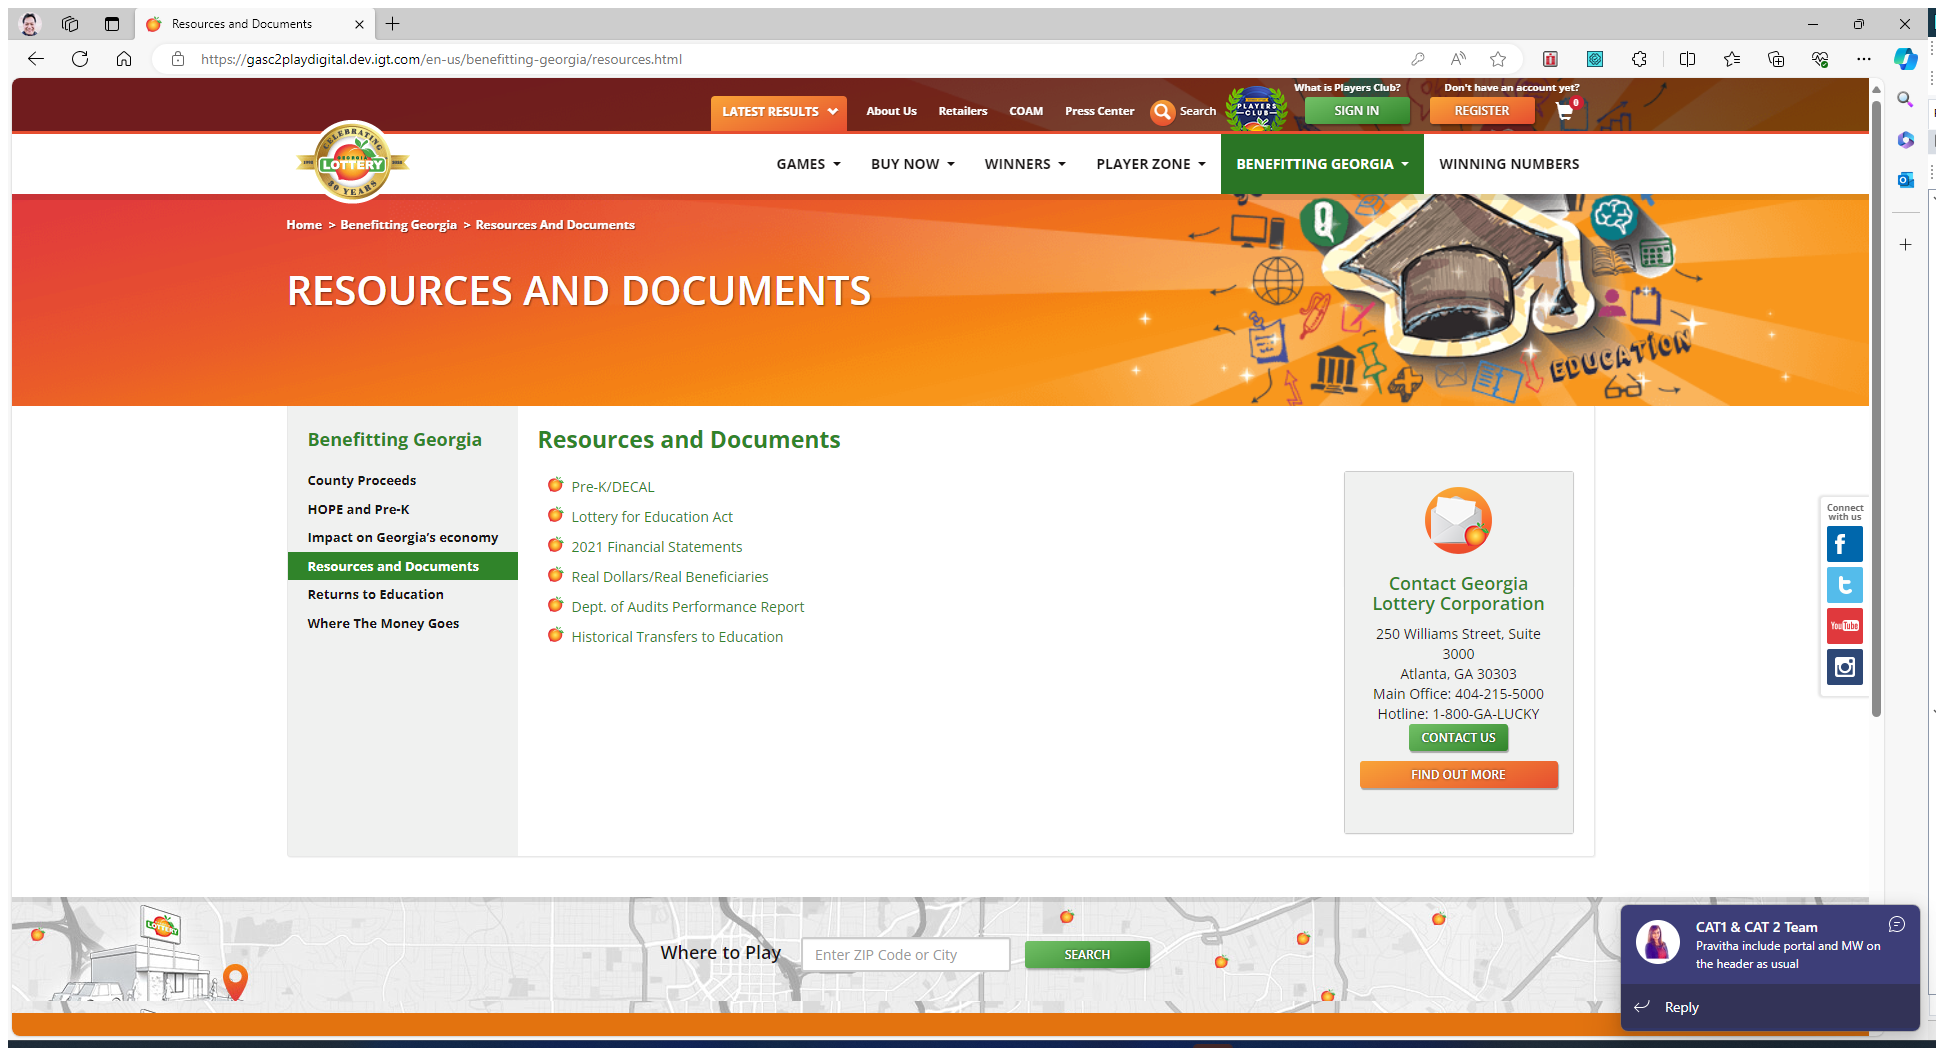 Resources and Documents
https://gasc2playdigital.dev.igt.com/en-us/benefitting-georgia/resources.html
What is Players Club?
Don't have an account yet?
LATEST RESULTS
About Us
Retailers
COAM
Press Center
Search
PLAYERS
CLUB
SIGN IN
REGISTER
0
CELEBRATING
GEORGIA
LOTTERY
30 YEARS
GAMES
BUY NOW
WINNERS
PLAYER ZONE
BENEFITTING GEORGIA
WINNING NUMBERS
Home > Benefitting Georgia > Resources And Documents
RESOURCES AND DOCUMENTS
Q
EDUCATION
Benefitting Georgia
County Proceeds
HOPE and Pre-K
Impact on Georgia's economy
Resources and Documents
Returns to Education
Where The Money Goes
Resources and Documents
Pre-K/DECAL
Lottery for Education Act
2021 Financial Statements
Real Dollars/Real Beneficiaries
Dept. of Audits Performance Report
Historical Transfers to Education
Contact Georgia
Lottery Corporation
250 Williams Street, Suite
3000
Atlanta, GA 30303
Main Office: 404-215-5000
Hotline: 1-800-GA-LUCKY
CONTACT US
FIND OUT MORE
Connect
with us
You Tube
LOTTERY
Where to Play
Enter ZIP Code or City
SEARCH
CAT1 & CAT 2 Team
Pravitha include portal and MW on
the header as usual
Reply